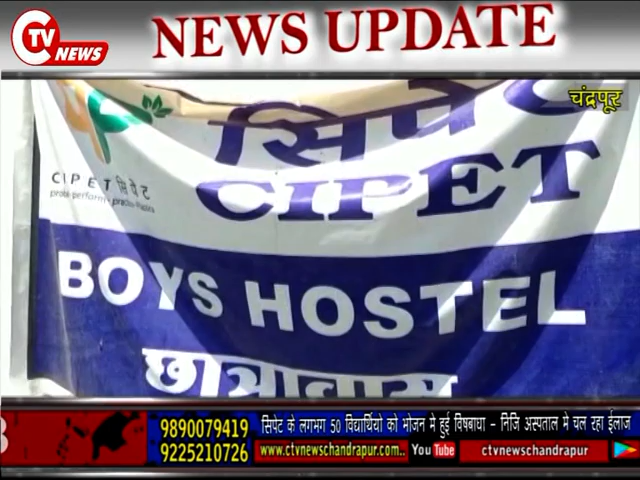 CTV NEWS
NEWS UPDATE
चंद्रपूर
सिपेट
CIPET सिपेट
CIPET
BOYS HOSTEL
छात्रावास
9890079419
9225210726
सिपेट के लगभग 50 विद्यार्थियो को भोजन मे हुई विषबाधा - निजि अस्पताल मे चल रहा ईलाज
www.ctvnewschandrapur.com..
YouTube
ctvnewschandrapur